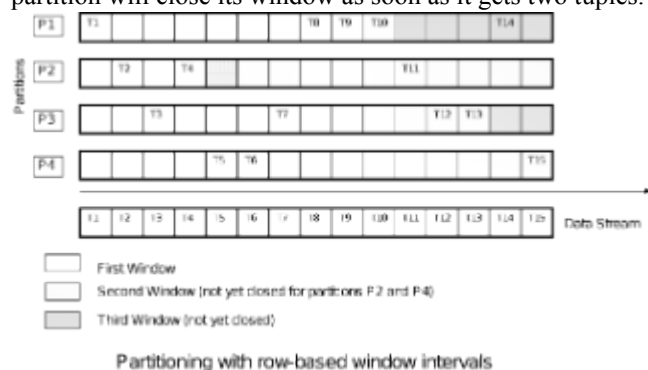 partition will close its window as soon as it gets two tuples.
P1 T1 T8 T9 T10 T14
P2 T2 T4 T11
Partitions
P3 T3 T7 T12 T13
P4 T5 T6 T15
T1 T2 T3 T4 T5 T6 T7 T8 T9 T10 T11 T12 T13 T14 T15 Data Stream
First Window
Second Window (not yet closed for partitions P2 and P4)
Third Window (not yet closed)
Partitioning with row-based window intervals